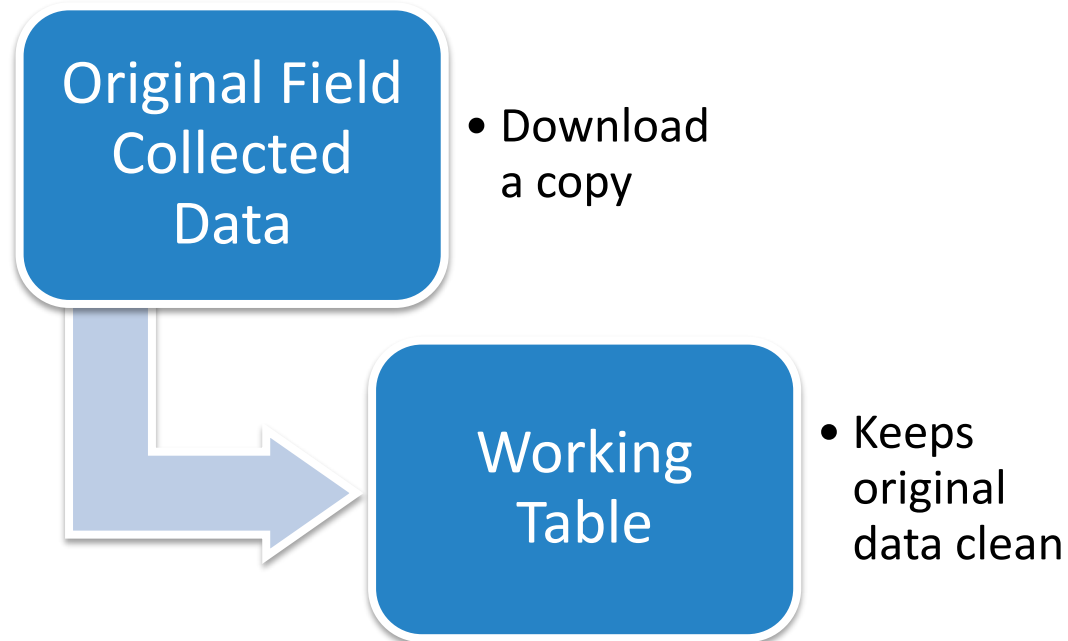 Original Field
Collected
Data
• Download
a copy
Working
Table
• Keeps
original
data clean